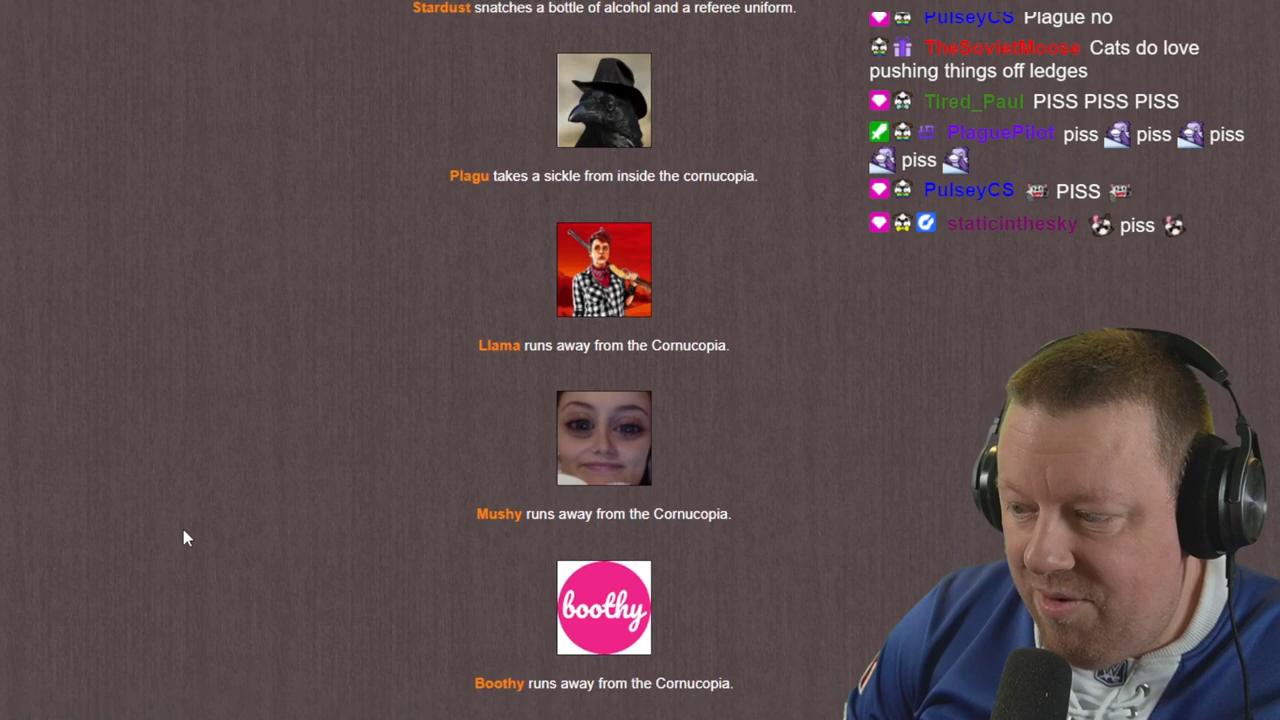 Stardust snatches a bottle of alcohol and a referee uniform.
Plagu takes a sickle from inside the cornucopia.
Llama runs away from the Cornucopia.
Mushy runs away from the Cornucopia.
boothy
Boothy runs away from the Cornucopia.
PulseyCS Plague no
TheSovietMoose Cats do love
pushing things off ledges
Tired_Paul PISS PISS PISS
PlaguePilot piss piss piss
piss
PulseyCS PISS
staticinthesky piss